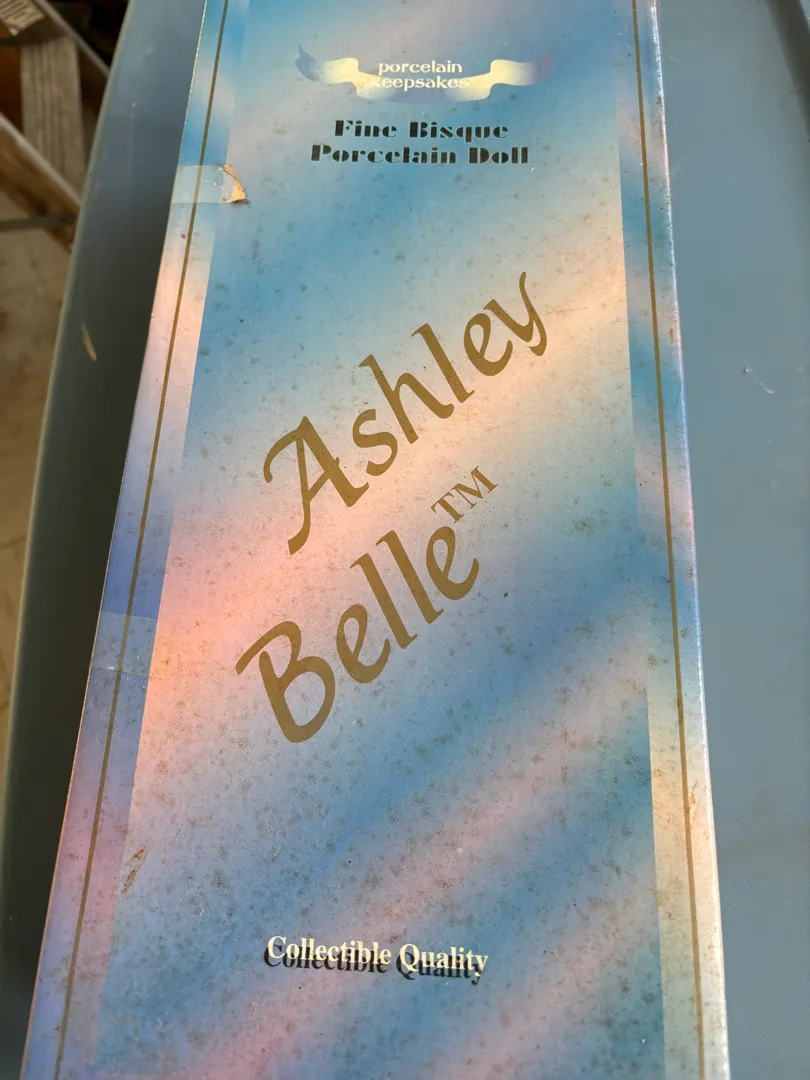 porcelain
keepsakes
Fine Bisque
Porcelain Doll
Ashley
Belle™
Collectible Quality